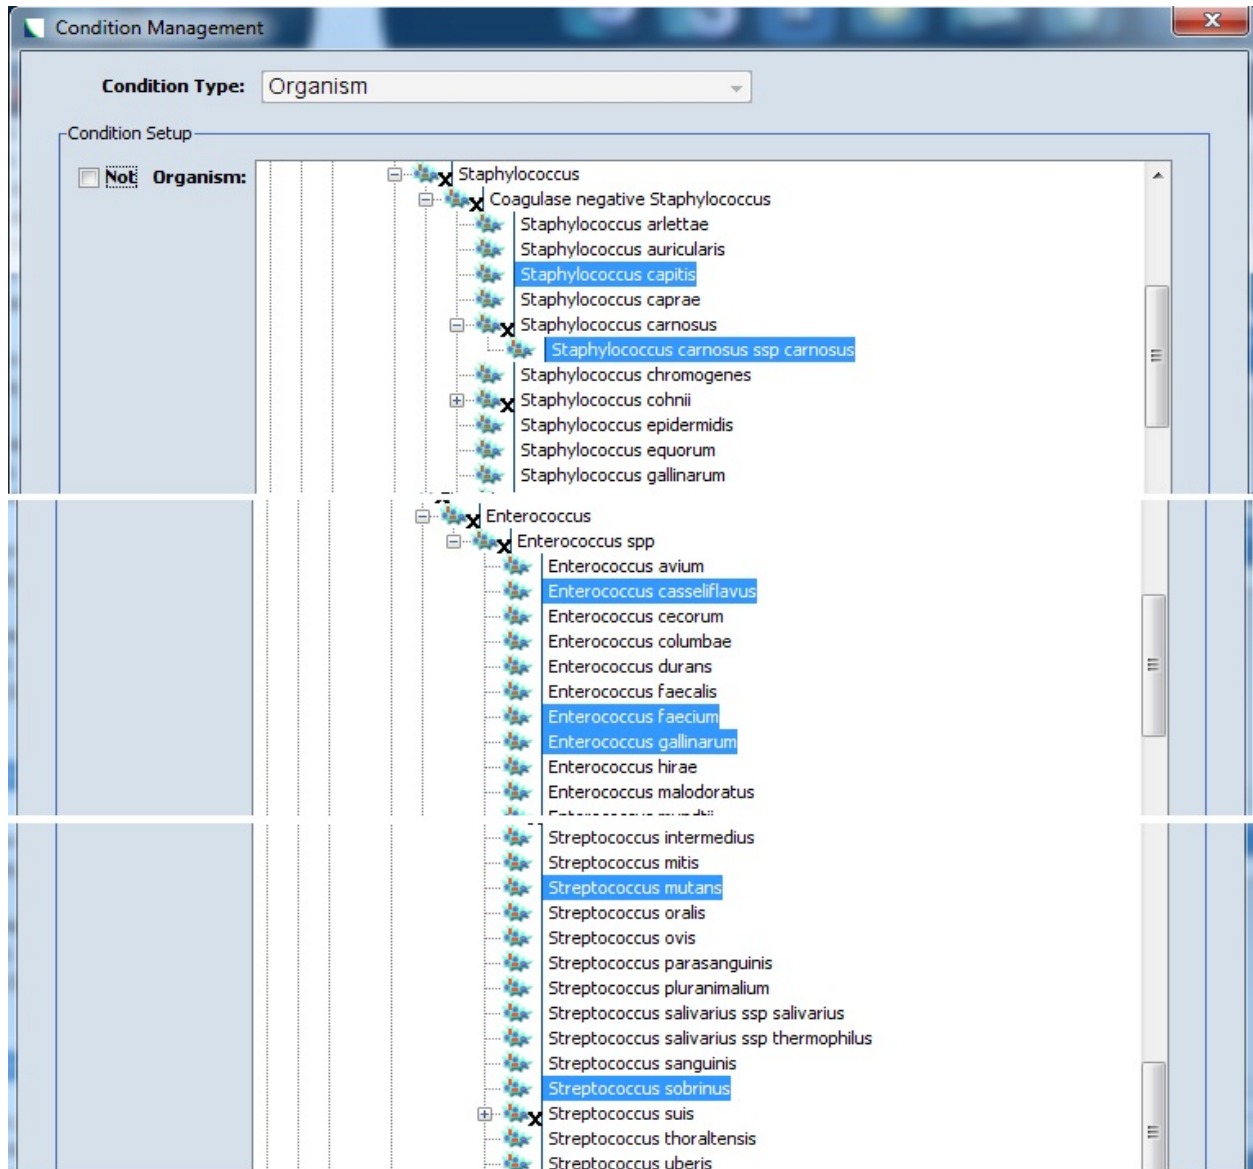 Condition Management
Condition Type: Organism
Condition Setup
Not Organism:
Staphylococcus
Coagulase negative Staphylococcus
Staphylococcus arlettae
Staphylococcus auricularis
Staphylococcus capitis
Staphylococcus caprae
Staphylococcus carnosus
Staphylococcus carnosus ssp carnosus
Staphylococcus chromogenes
Staphylococcus cohnii
Staphylococcus epidermidis
Staphylococcus equorum
Staphylococcus gallinarum
Enterococcus
Enterococcus spp
Enterococcus avium
Enterococcus casseliflavus
Enterococcus cecorum
Enterococcus columbae
Enterococcus durans
Enterococcus faecalis
Enterococcus faecium
Enterococcus gallinarum
Enterococcus hirae
Enterococcus malodoratus
Streptococcus intermedius
Streptococcus mitis
Streptococcus mutans
Streptococcus oralis
Streptococcus ovis
Streptococcus parasanguinis
Streptococcus pluranimalium
Streptococcus salivarius ssp salivarius
Streptococcus salivarius ssp thermophilus
Streptococcus sanguinis
Streptococcus sobrinus
Streptococcus suis
Streptococcus thoraltensis
Streptococcus uberis